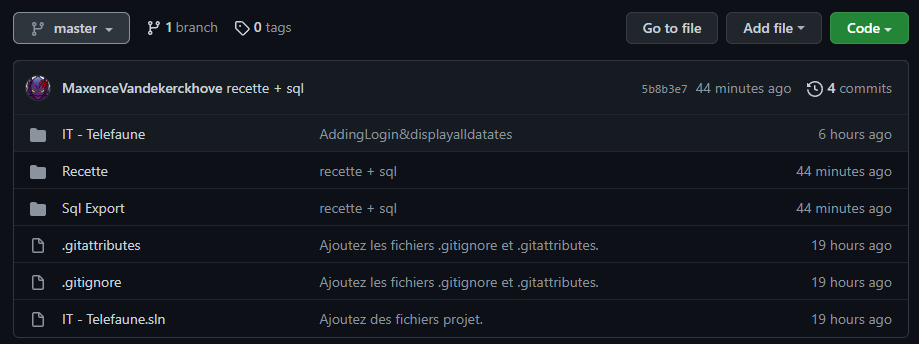 master 1 branch 0 tags Go to file Add file Code
MaxenceVandekerckhove recette + sql 5b8b3e7 44 minutes ago 4 commits
IT - Telefaune AddingLogin&displayalldatates 6 hours ago
Recette recette + sql 44 minutes ago
Sql Export recette + sql 44 minutes ago
.gitattributes Ajoutez les fichiers .gitignore et .gitattributes. 19 hours ago
.gitignore Ajoutez les fichiers .gitignore et .gitattributes. 19 hours ago
IT - Telefaune.sln Ajoutez des fichiers projet. 19 hours ago